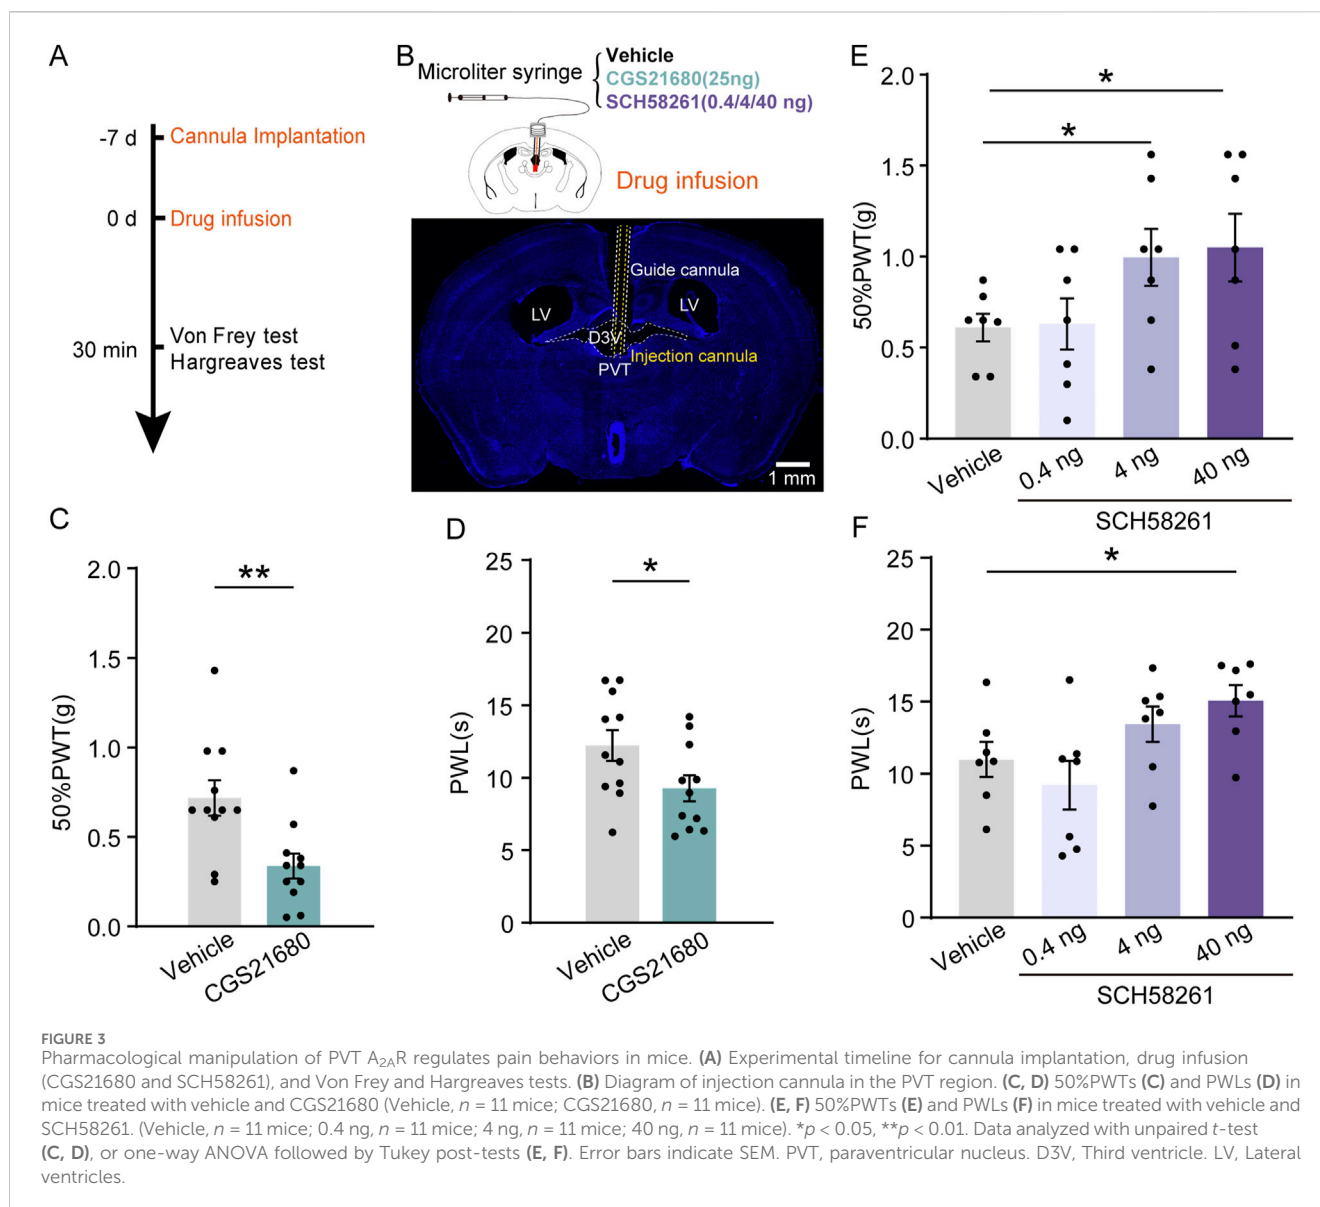 A
-7 d
Cannula Implantation
0 d
Drug infusion
30 min
Von Frey test
Hargreaves test
B
Microliter syringe
Vehicle
CGS21680(25ng)
SCH58261(0.4/4/40 ng)
Drug infusion
Guide cannula
LV
LV
D3V
Injection cannula
PVT
1 mm
C
50%PWT(g)
2.0
1.5
1.0
0.5
0.0
**
Vehicle
CGS21680
D
PWL(s)
25
20
15
10
5
0
*
Vehicle
CGS21680
E
50%PWT(g)
2.0
1.5
1.0
0.5
0.0
*
*
Vehicle
0.4 ng
4 ng
40 ng
SCH58261
F
PWL(s)
25
20
15
10
5
0
*
Vehicle
0.4 ng
4 ng
40 ng
SCH58261
FIGURE 3
Pharmacological manipulation of PVT A2AR regulates pain behaviors in mice. (A) Experimental timeline for cannula implantation, drug infusion
(CGS21680 and SCH58261), and Von Frey and Hargreaves tests. (B) Diagram of injection cannula in the PVT region. (C, D) 50%PWTs (C) and PWLs (D) in
mice treated with vehicle and CGS21680 (Vehicle, n = 11 mice; CGS21680, n = 11 mice). (E, F) 50%PWTs (E) and PWLs (F) in mice treated with vehicle and
SCH58261. (Vehicle, n = 11 mice; 0.4 ng, n = 11 mice; 4 ng, n = 11 mice; 40 ng, n = 11 mice). *p < 0.05, **p < 0.01. Data analyzed with unpaired t-test
(C, D), or one-way ANOVA followed by Tukey post-tests (E, F). Error bars indicate SEM. PVT, paraventricular nucleus. D3V, Third ventricle. LV, Lateral
ventricles.